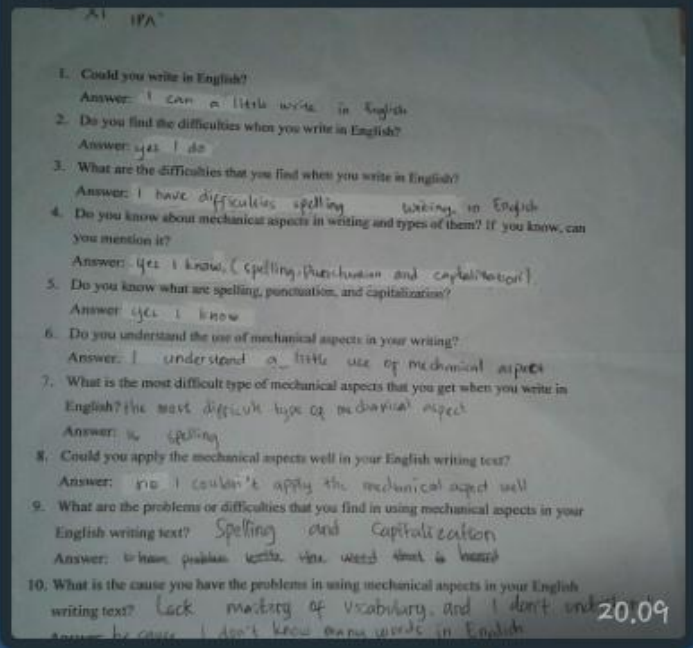 XI IPA
1. Could you write in English?
Answer: I can a little write in English
2. Do you find the difficulties when you write in English?
Answer: yes I do
3. What are the difficulties that you find when you write in English?
Answer: I have difficulties spelling writing in English
4. Do you know about mechanical aspects in writing and types of them? If you know, can
you mention it?
Answer: yes I know, (spelling, and
5. Do you know what are spelling, punctuation, and capitalization?
Answer yes I know
6. Do you understand the use of mechanical aspects in your writing?
Answer: I understand a little use of mechanical aspect
7. What is the most difficult type of mechanical aspects that you get when you write in
English? the most type of mechanical aspect
Answer: is spelling
8. Could you apply the mechanical aspects well in your English writing text?
Answer: no I couldn't apply the mechanical aspect well
9. What are the problems or difficulties that you find in using mechanical aspects in your
English writing text? Spelling and Capitalization
Answer: the word that is heard
10. What is the cause you have the problems in using mechanical aspects in your English
writing text? Lack mastery of vocabulary, and I don't
Answer because I don't know many words in English
20.09